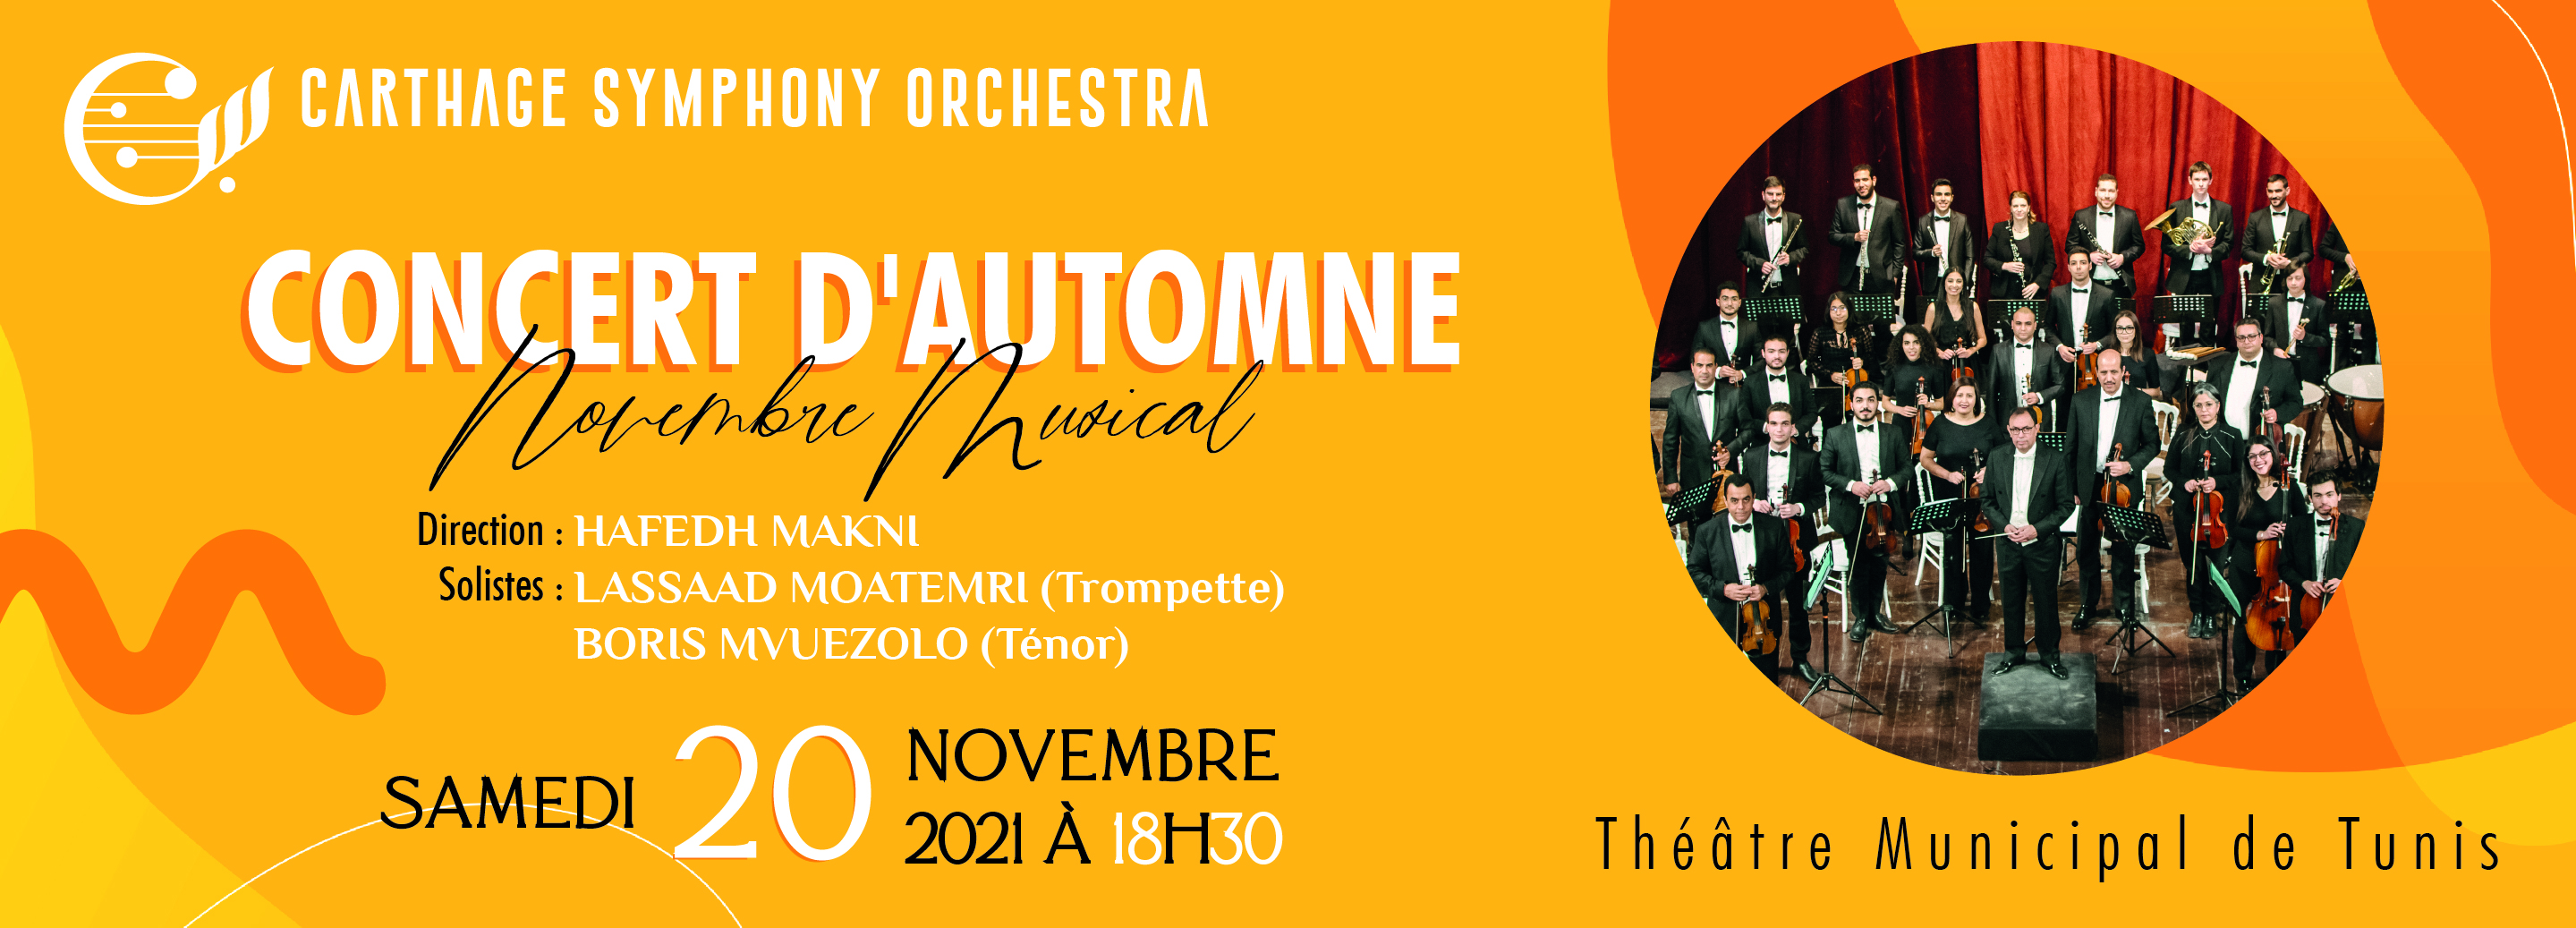 CARTHAGE SYMPHONY ORCHESTRA
CONCERT D'AUTOMNE
Novembre Musical
Direction : HAFEDH MAKNI
Solistes : LASSAAD MOATEMRI (Trompette)
BORIS MVUEZOLO (Ténor)
SAMEDI 20 NOVEMBRE
2021 À 18H30
Théâtre Municipal de Tunis